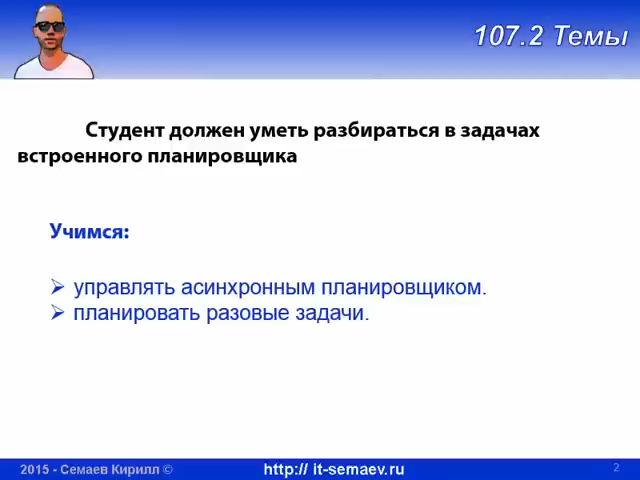 107.2 Темы
Студент должен уметь разбираться в задачах
встроенного планировщика
Учимся:
управлять асинхронным планировщиком.
планировать разовые задачи.
2015 - Семаев Кирилл ©
http:// it-semaev.ru
2